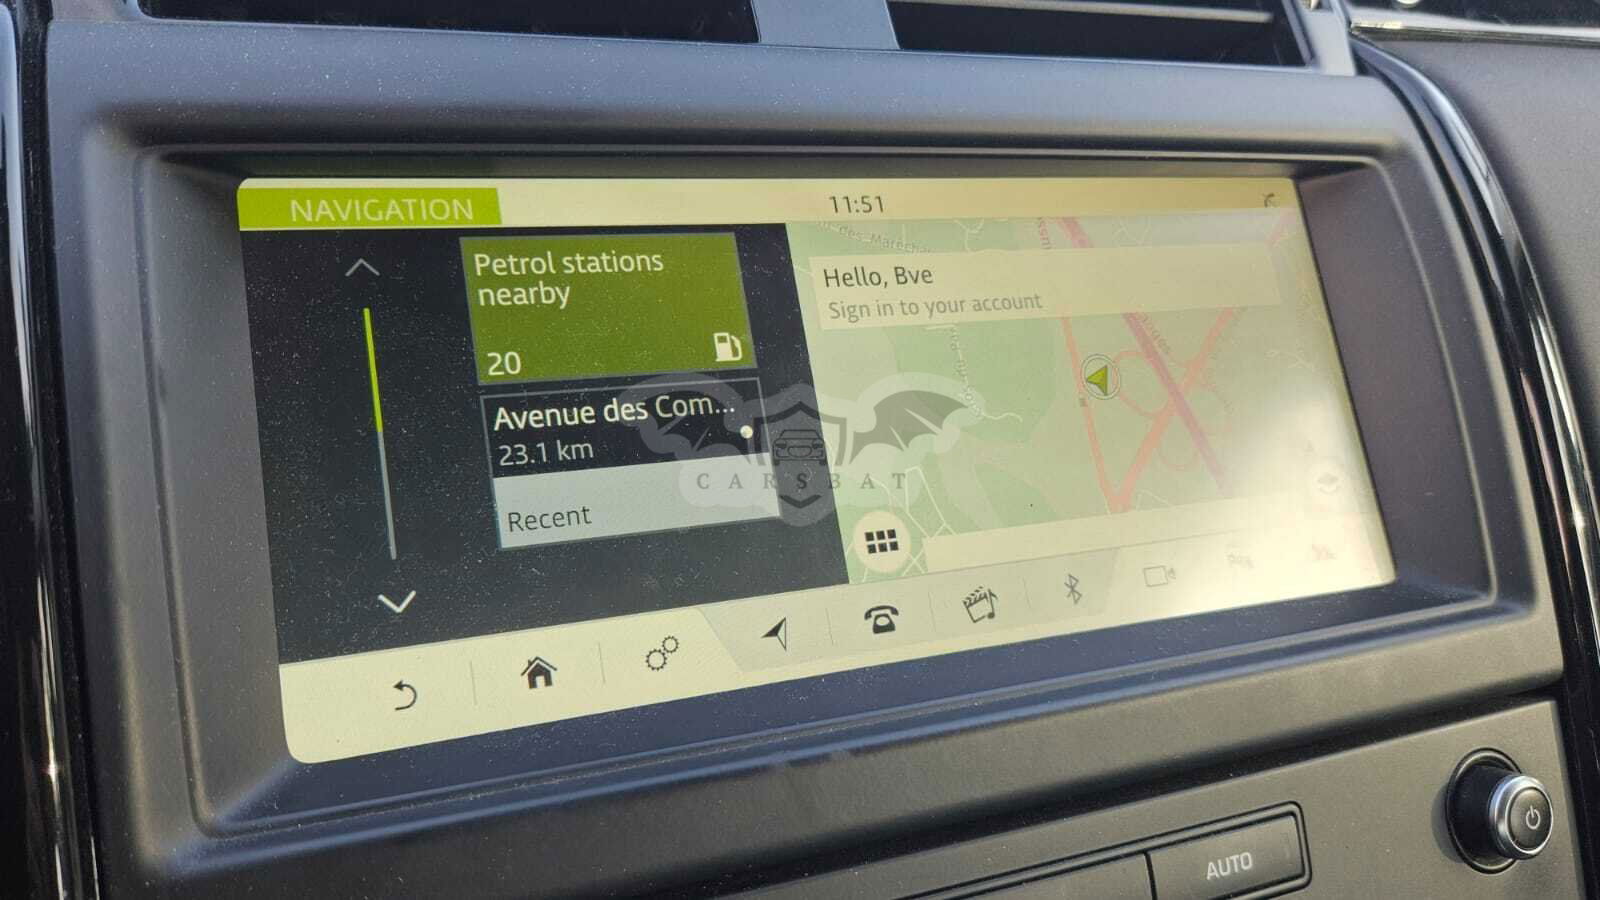 NAVIGATION
11:51
Petrol stations
nearby
20
Hello, Bve
Sign in to your account
Avenue des Com...
23.1 km
Recent
CARSBAT
AUTO